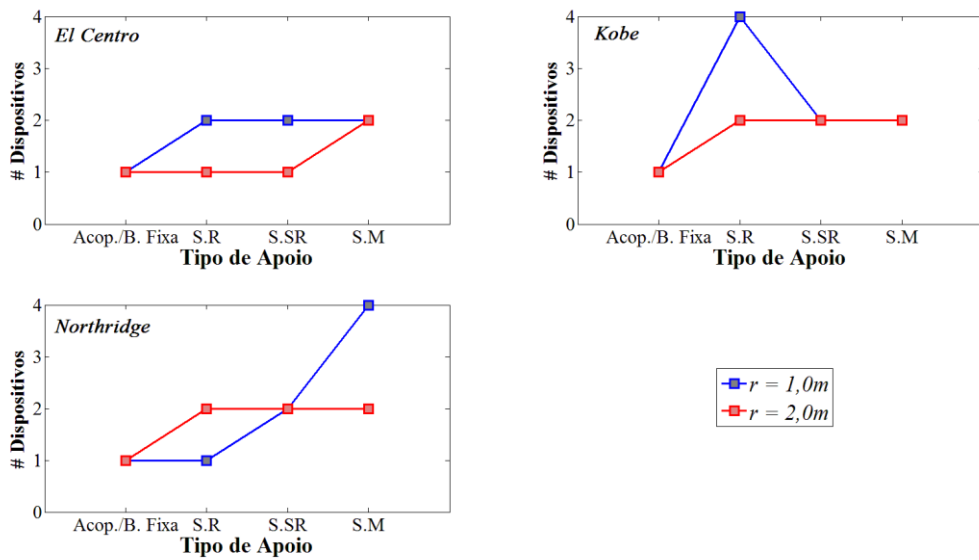 4
El Centro
3
2
1
0
# Dispositivos
Acop./B. Fixa S.R S.SR S.M
Tipo de Apoio
4
Kobe
3
2
1
0
# Dispositivos
Acop./B. Fixa S.R S.SR S.M
Tipo de Apoio
4
Northridge
3
2
1
0
# Dispositivos
Acop./B. Fixa S.R S.SR S.M
Tipo de Apoio
r = 1,0m
r = 2,0m